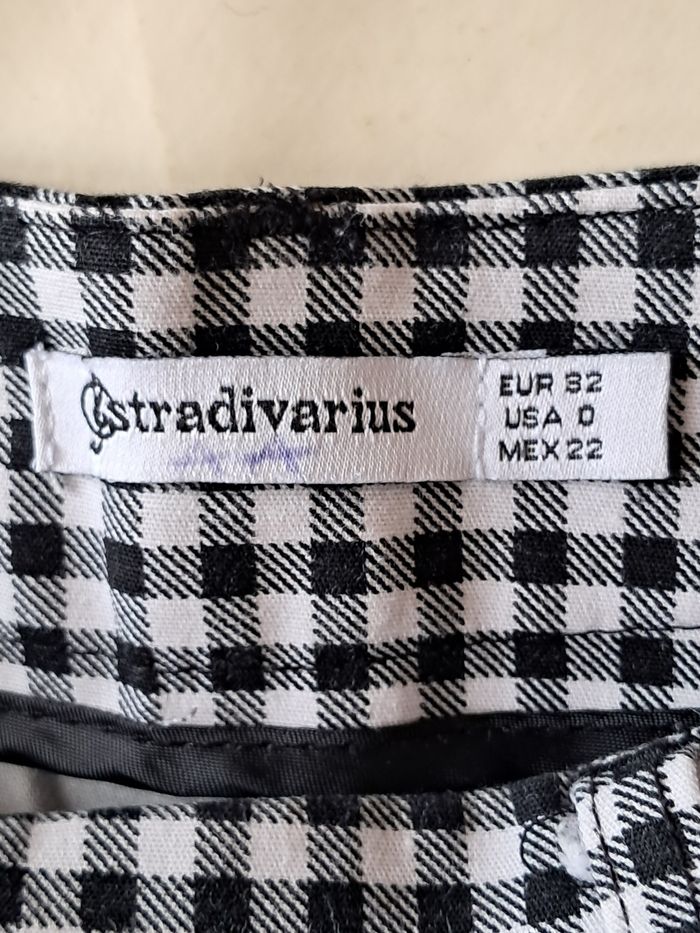 stradivarius
EUR 32
USA 0
MEX 22